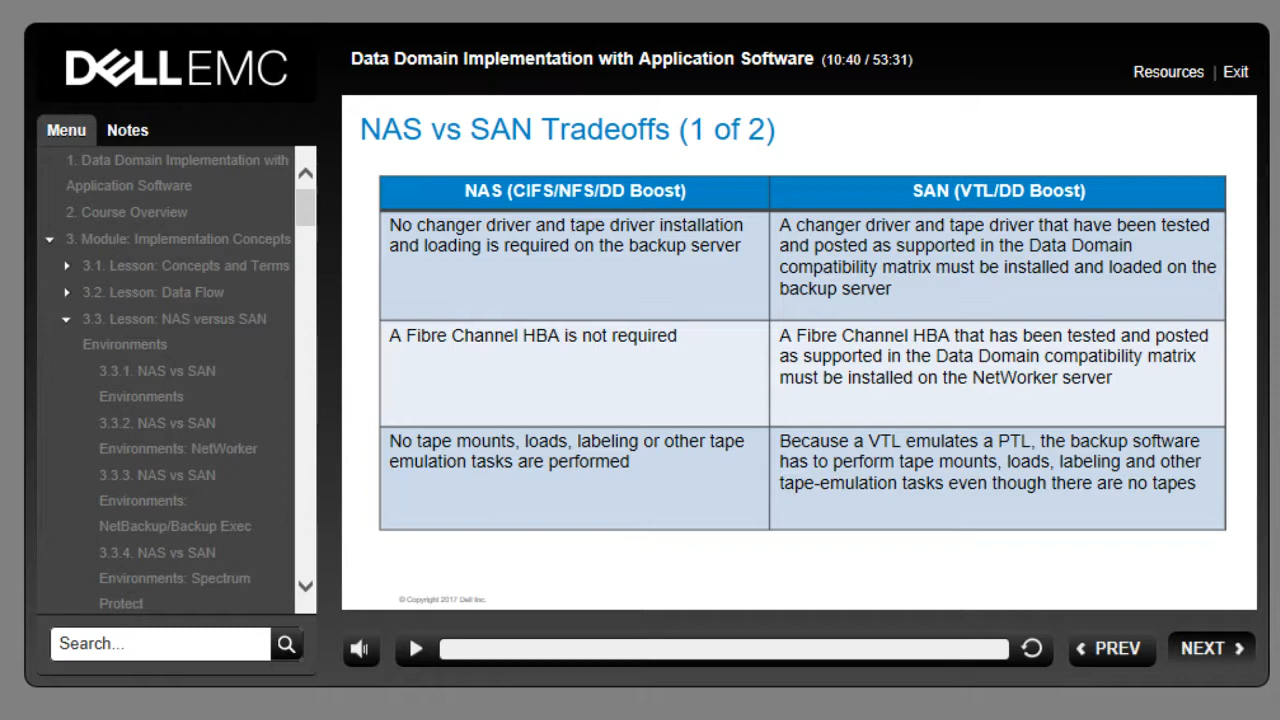 DELLEMC
Data Domain Implementation with Application Software (10:40 / 53:31)
Resources | Exit
Menu
Notes
1. Data Domain Implementation with
Application Software
2. Course Overview
3. Module: Implementation Concepts
3.1. Lesson: Concepts and Terms
3.2. Lesson: Data Flow
3.3. Lesson: NAS versus SAN
Environments
3.3.1. NAS vs SAN
Environments
3.3.2. NAS vs SAN
Environments: NetWorker
3.3.3. NAS vs SAN
Environments:
NetBackup/Backup Exec
3.3.4. NAS vs SAN
Environments: Spectrum
Protect
Search...
NAS vs SAN Tradeoffs (1 of 2)
NAS (CIFS/NFS/DD Boost)
SAN (VTL/DD Boost)
No changer driver and tape driver installation
and loading is required on the backup server
A changer driver and tape driver that have been tested
and posted as supported in the Data Domain
compatibility matrix must be installed and loaded on the
backup server
A Fibre Channel HBA is not required
A Fibre Channel HBA that has been tested and posted
as supported in the Data Domain compatibility matrix
must be installed on the NetWorker server
No tape mounts, loads, labeling or other tape
emulation tasks are performed
Because a VTL emulates a PTL, the backup software
has to perform tape mounts, loads, labeling and other
tape-emulation tasks even though there are no tapes
© Copyright 2017 Dell Inc.
PREV
NEXT